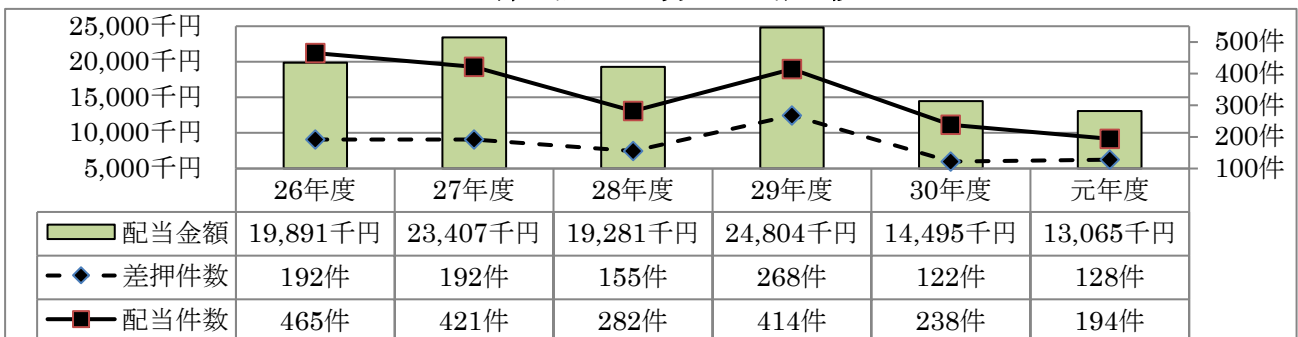 25,000千円
20,000千円
15,000千円
10,000千円
5,000千円
500件
400件
300件
200件
100件
26年度 27年度 28年度 29年度 30年度 元年度
配当金額 19,891千円 23,407千円 19,281千円 24,804千円 14,495千円 13,065千円
差押件数 192件 192件 155件 268件 122件 128件
配当件数 465件 421件 282件 414件 238件 194件